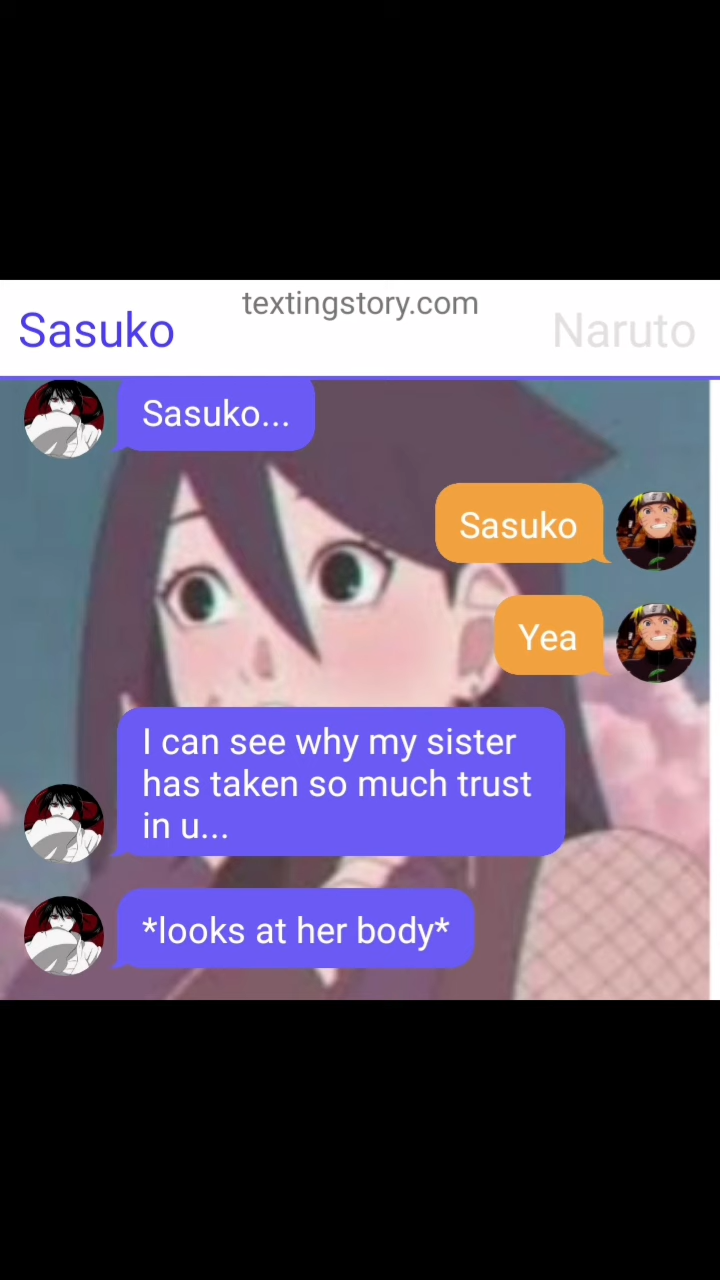 textingstory.com
Sasuko
Naruto
Sasuko...
Sasuko
Yea
I can see why my sister
has taken so much trust
in u...
*looks at her body*